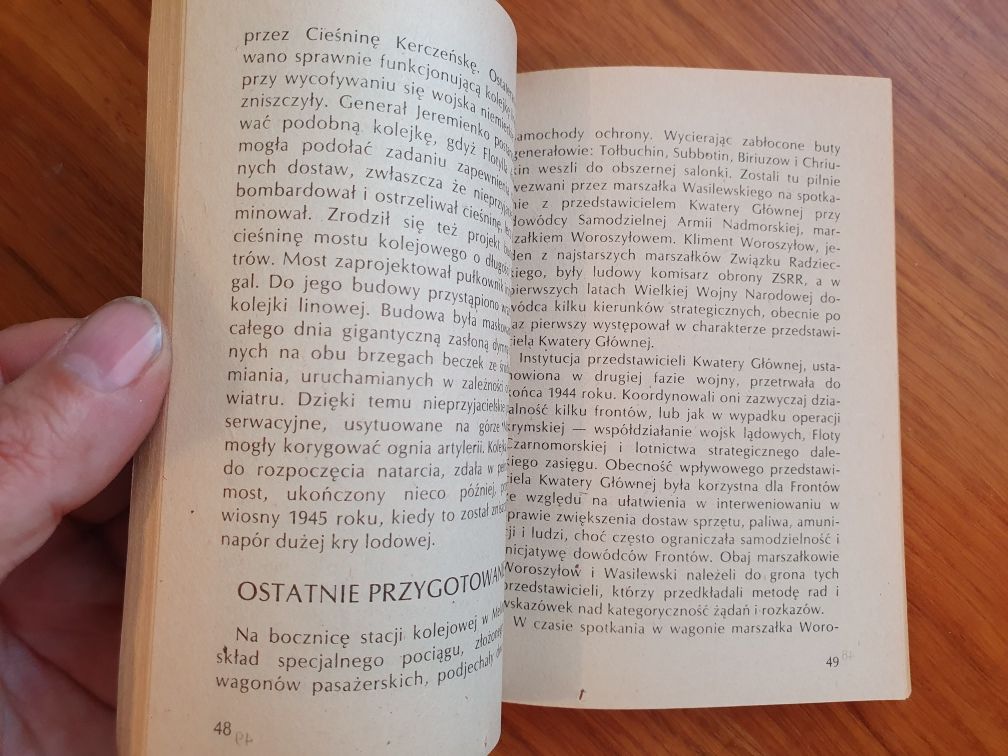 przez Cieśninę Kerczeńskę.
wano sprawnie funkcjonującą
przy wycofywaniu się wojska
zniszczyły. Generał Jeremienko
wać podobną kolejkę, gdyż
mogła podołać zadaniu
nych dostaw, zwłaszcza że
bombardował i ostrzeliwał cieśninę,
minował. Zrodził się też projekt
cieśninę mostu kolejowego o
trów. Most zaprojektował pułkownik
gal. Do jego budowy przystąpiono
kolejki linowej. Budowa była
całego dnia gigantyczną zasłoną
nych na obu brzegach beczek ze
miania, uruchamianych w zależności
wiatru. Dzięki temu nieprzyjacielskie
serwacyjne, usytuowane na górze
mogły korygować ognia artylerii.
do rozpoczęcia natarcia, zdała w
most, ukończony nieco później,
wiosny 1945 roku, kiedy to został
napór dużej kry lodowej.
OSTATNIE
Na bocznicę stacji kolejowej w
skład specjalnego pociągu,
wagonów pasażerskich, podjechały
48
samochody ochrony. Wycierając zabłocone buty
generałowie: Tołbuchin, Subbotin, Biriuzow i Chriu-
kin weszli do obszernej salonki. Zostali tu pilnie
wezwani przez marszałka Wasilewskiego na spotka-
nie z przedstawicielem Kwatery Głównej przy
dowódcy Samodzielnej Armii Nadmorskiej, mar-
szałkiem Woroszyłowem. Kliment Woroszyłow, je-
den z najstarszych marszałków Związku Radziec-
kiego, były ludowy komisarz obrony ZSRR, a w
pierwszych latach Wielkiej Wojny Narodowej do-
wódca kilku kierunków strategicznych, obecnie po
raz pierwszy występował w charakterze przedstawi-
ciela Kwatery Głównej.
Instytucja przedstawicieli Kwatery Głównej, usta-
nowiona w drugiej fazie wojny, przetrwała do
końca 1944 roku. Koordynowali oni zazwyczaj dzia-
łalność kilku frontów, lub jak w wypadku operacji
krymskiej — współdziałanie wojsk lądowych, Floty
Czarnomorskiej i lotnictwa strategicznego dale-
kiego zasięgu. Obecność wpływowego przedstawi-
ciela Kwatery Głównej była korzystna dla Frontów
ze względu na ułatwienia w interweniowaniu w
sprawie zwiększenia dostaw sprzętu, paliwa, amuni-
cji i ludzi, choć często ograniczała samodzielność i
inicjatywę dowódców Frontów. Obaj marszałkowie
Woroszyłow i Wasilewski należeli do grona tych
przedstawicieli, którzy przedkładali metodę rad i
wskazówek nad kategoryczność żądań i rozkazów.
W czasie spotkania w wagonie marszałka Woro-
49